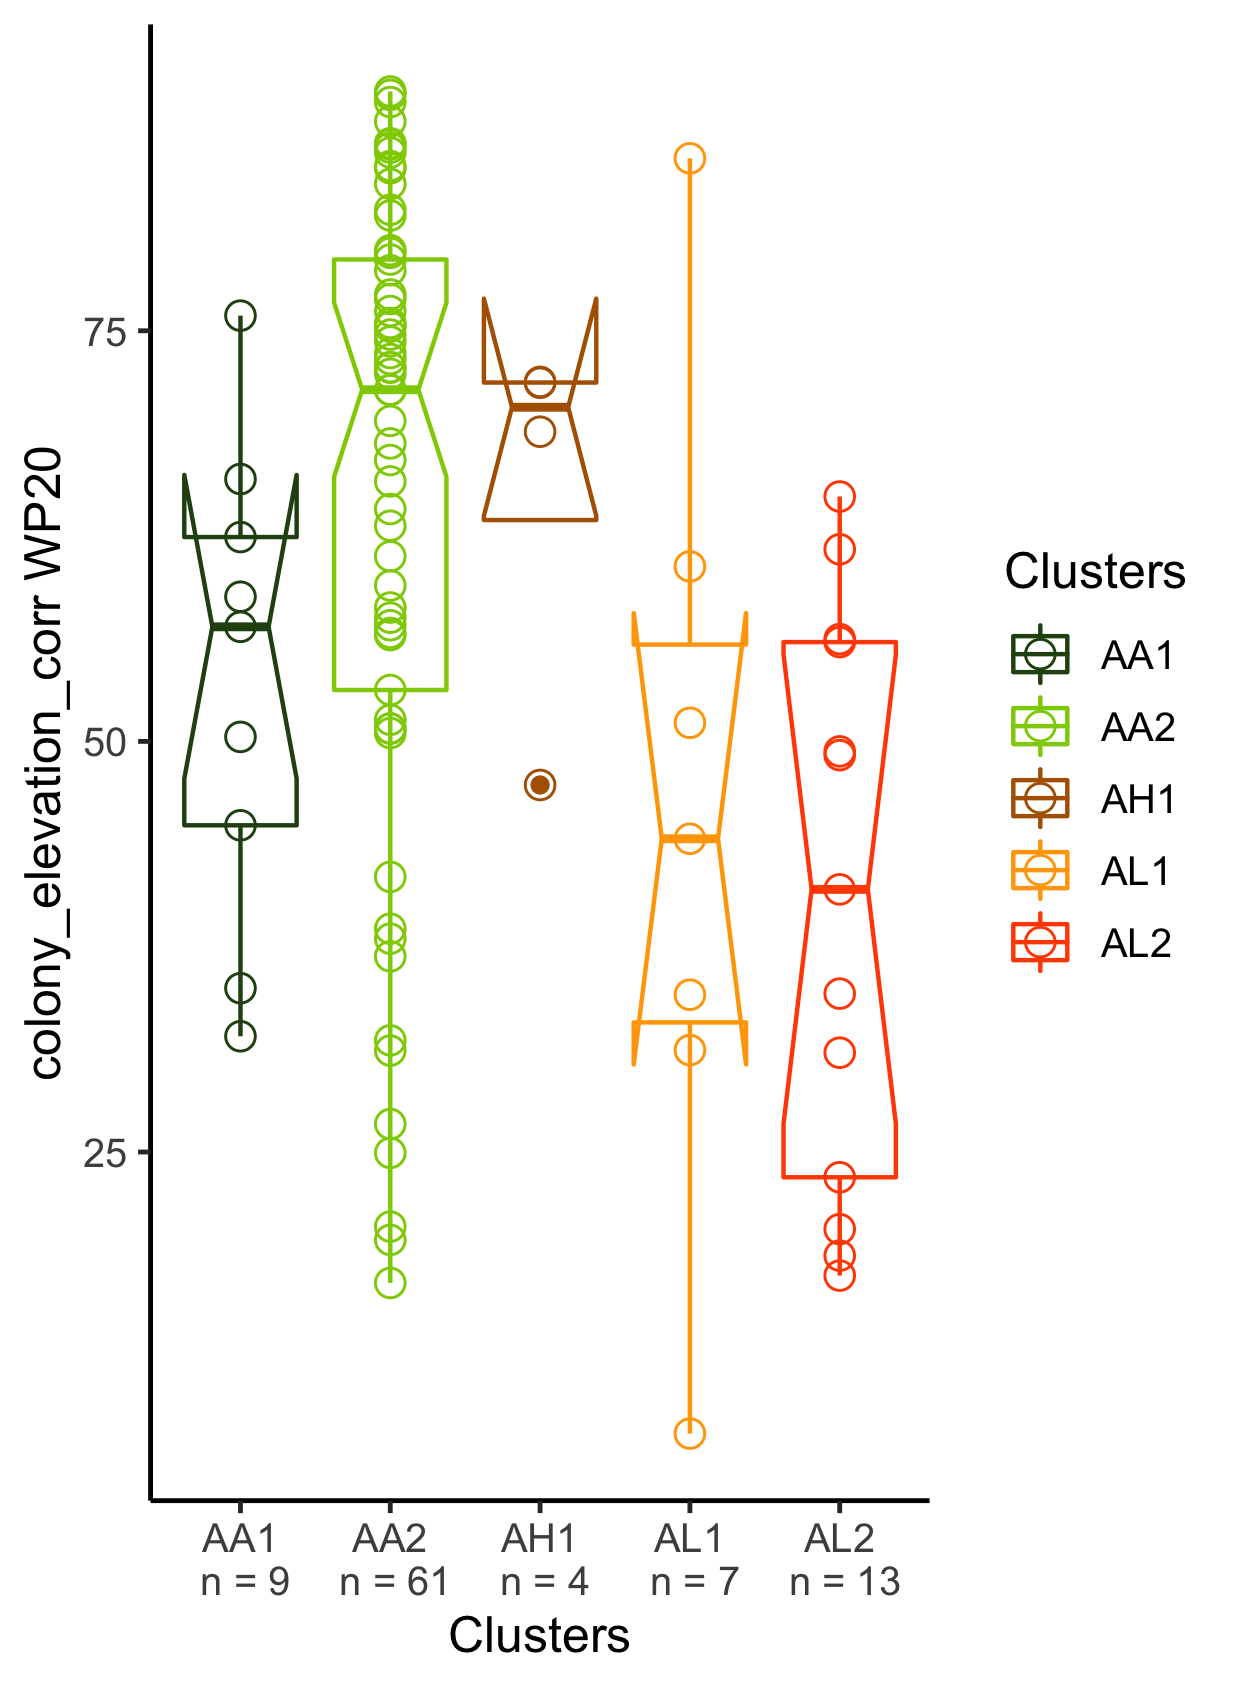 colony_elevation_corr WP20
75
50
25
AA1 AA2 AH1 AL1 AL2
n = 9 n = 61 n = 4 n = 7 n = 13
Clusters
Clusters
AA1
AA2
AH1
AL1
AL2